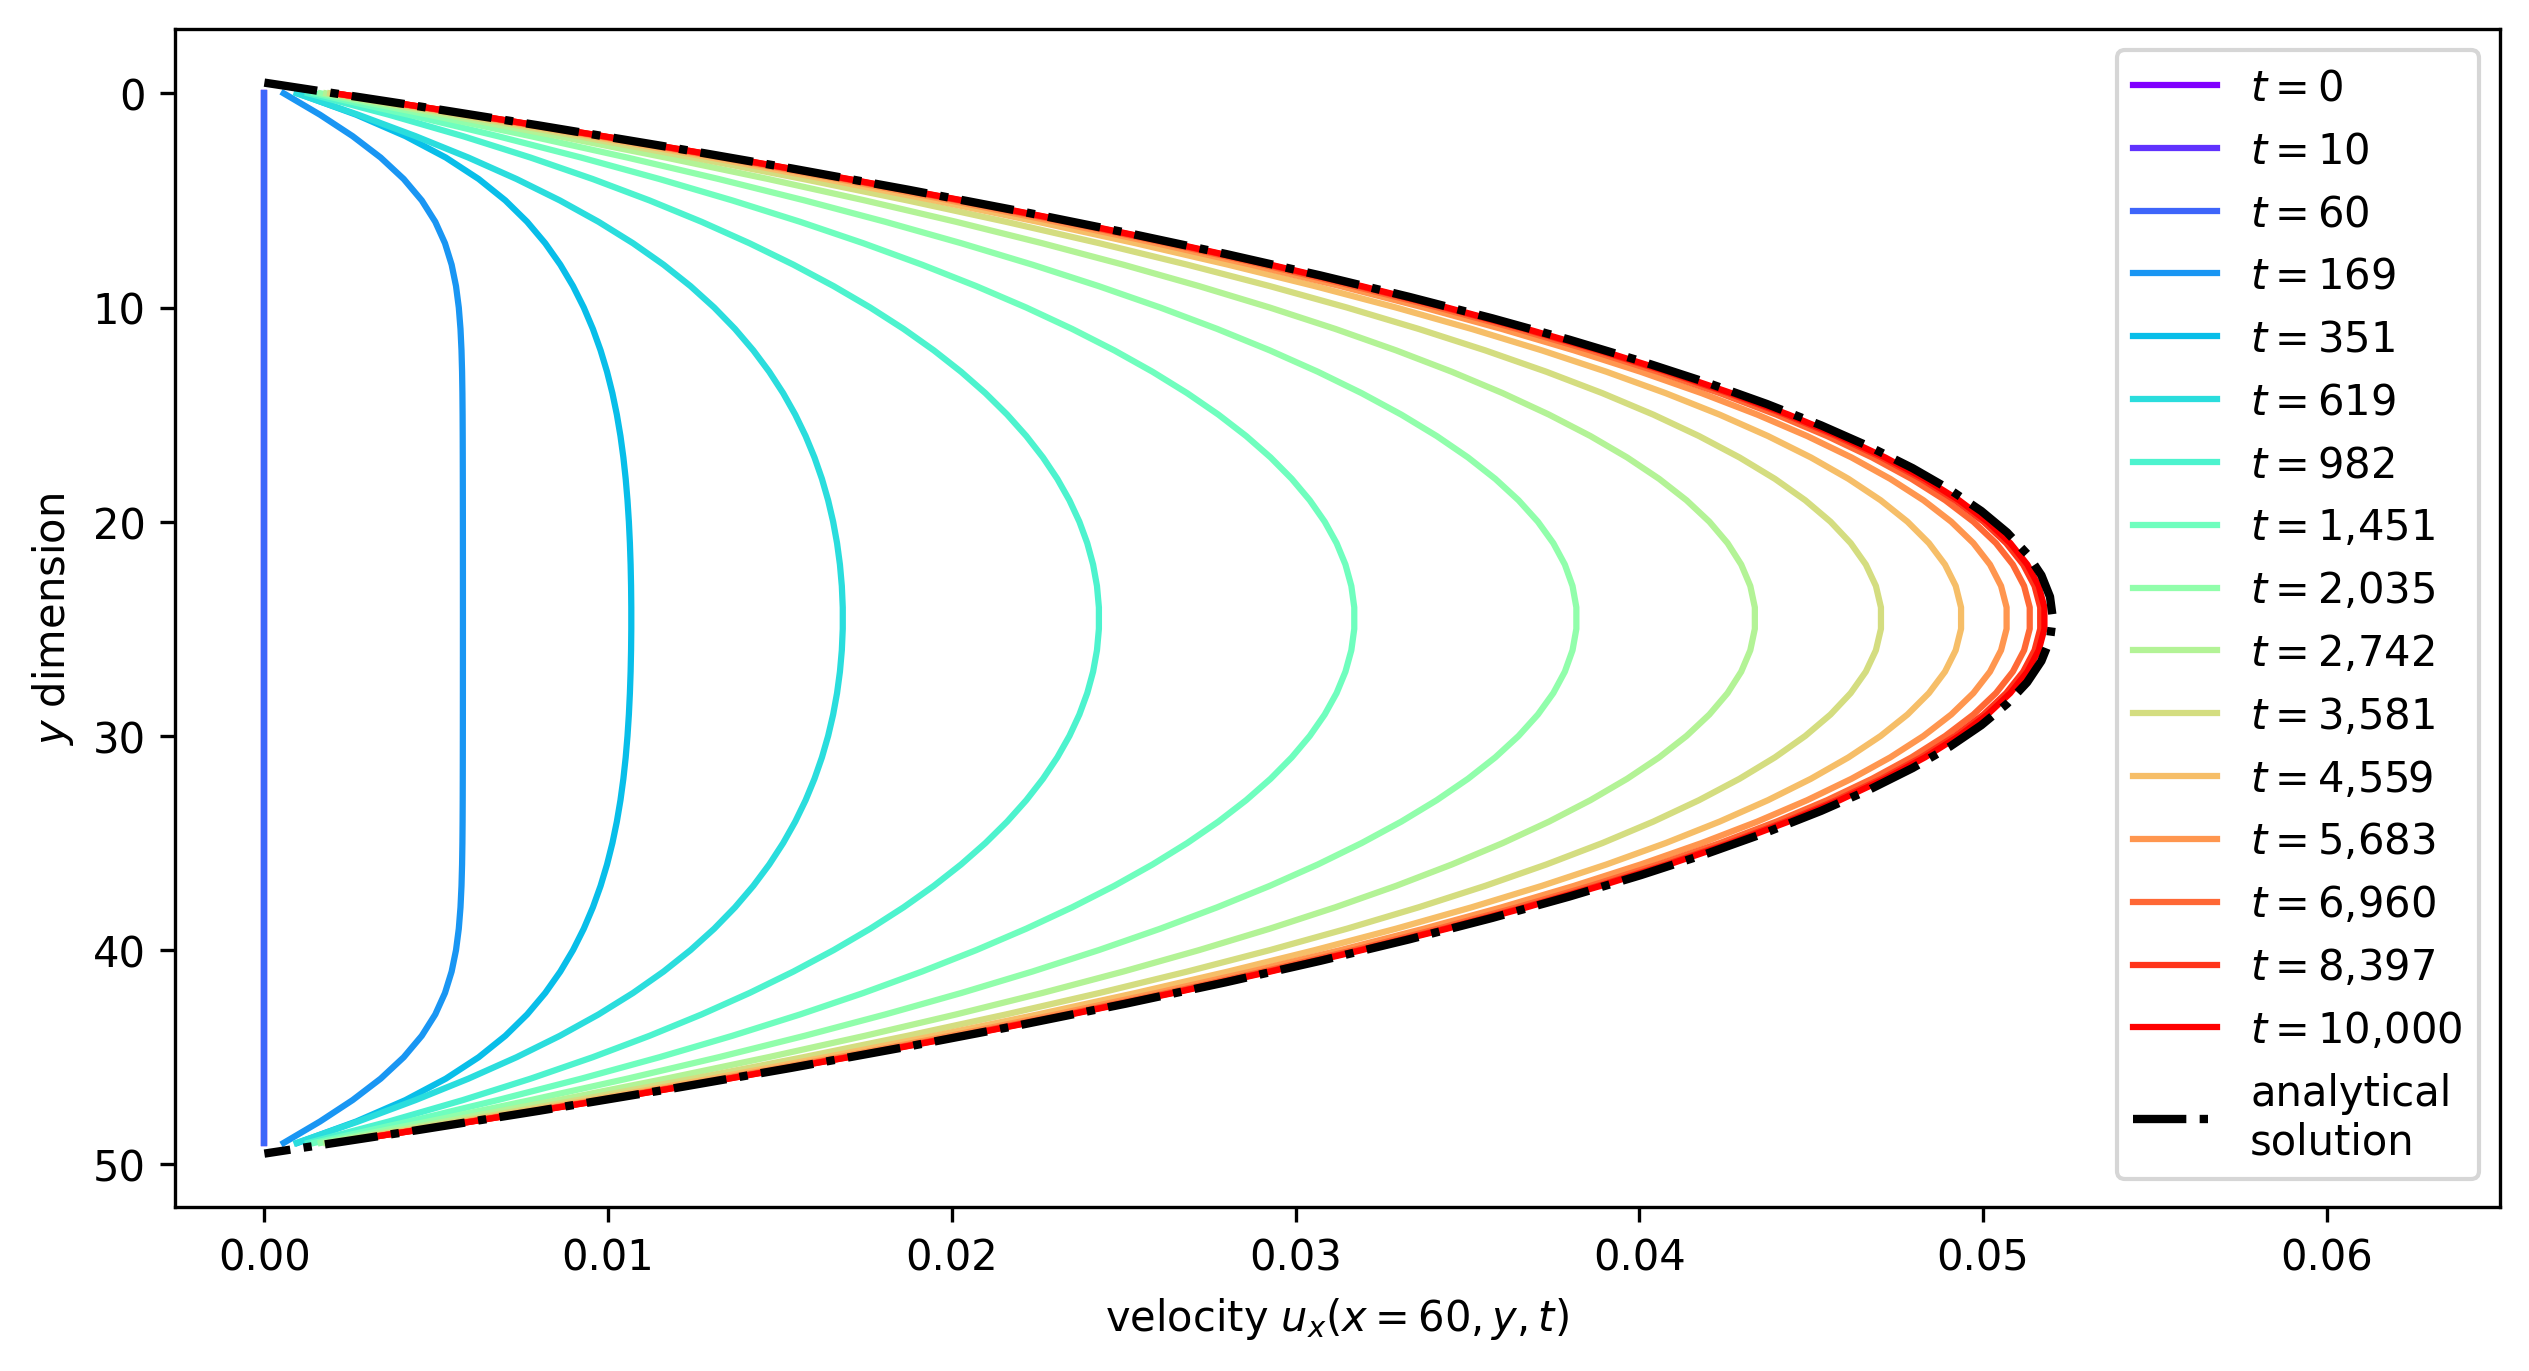 0
10
20
30
40
50
y dimension
0.00 0.01 0.02 0.03 0.04 0.05 0.06
velocity uₓ(x = 60, y, t)
t = 0
t = 10
t = 60
t = 169
t = 351
t = 619
t = 982
t = 1,451
t = 2,035
t = 2,742
t = 3,581
t = 4,559
t = 5,683
t = 6,960
t = 8,397
t = 10,000
analytical
solution